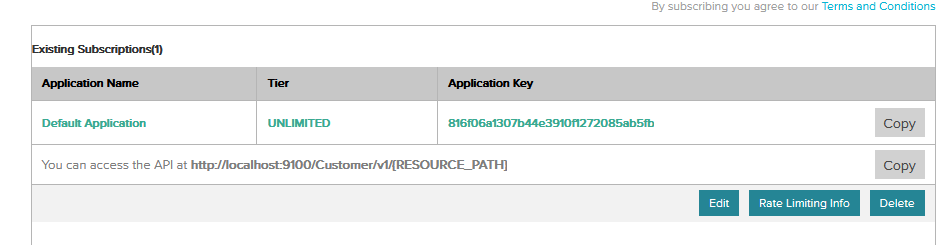 By subscribing you agree to our Terms and Conditions
Existing Subscriptions(1)
Application Name Tier Application Key
Default Application UNLIMITED 816f06a1307b44e3910f1272085ab5fb Copy
You can access the API at http://localhost:9100/Customer/v1/[RESOURCE_PATH] Copy
Edit Rate Limiting Info Delete